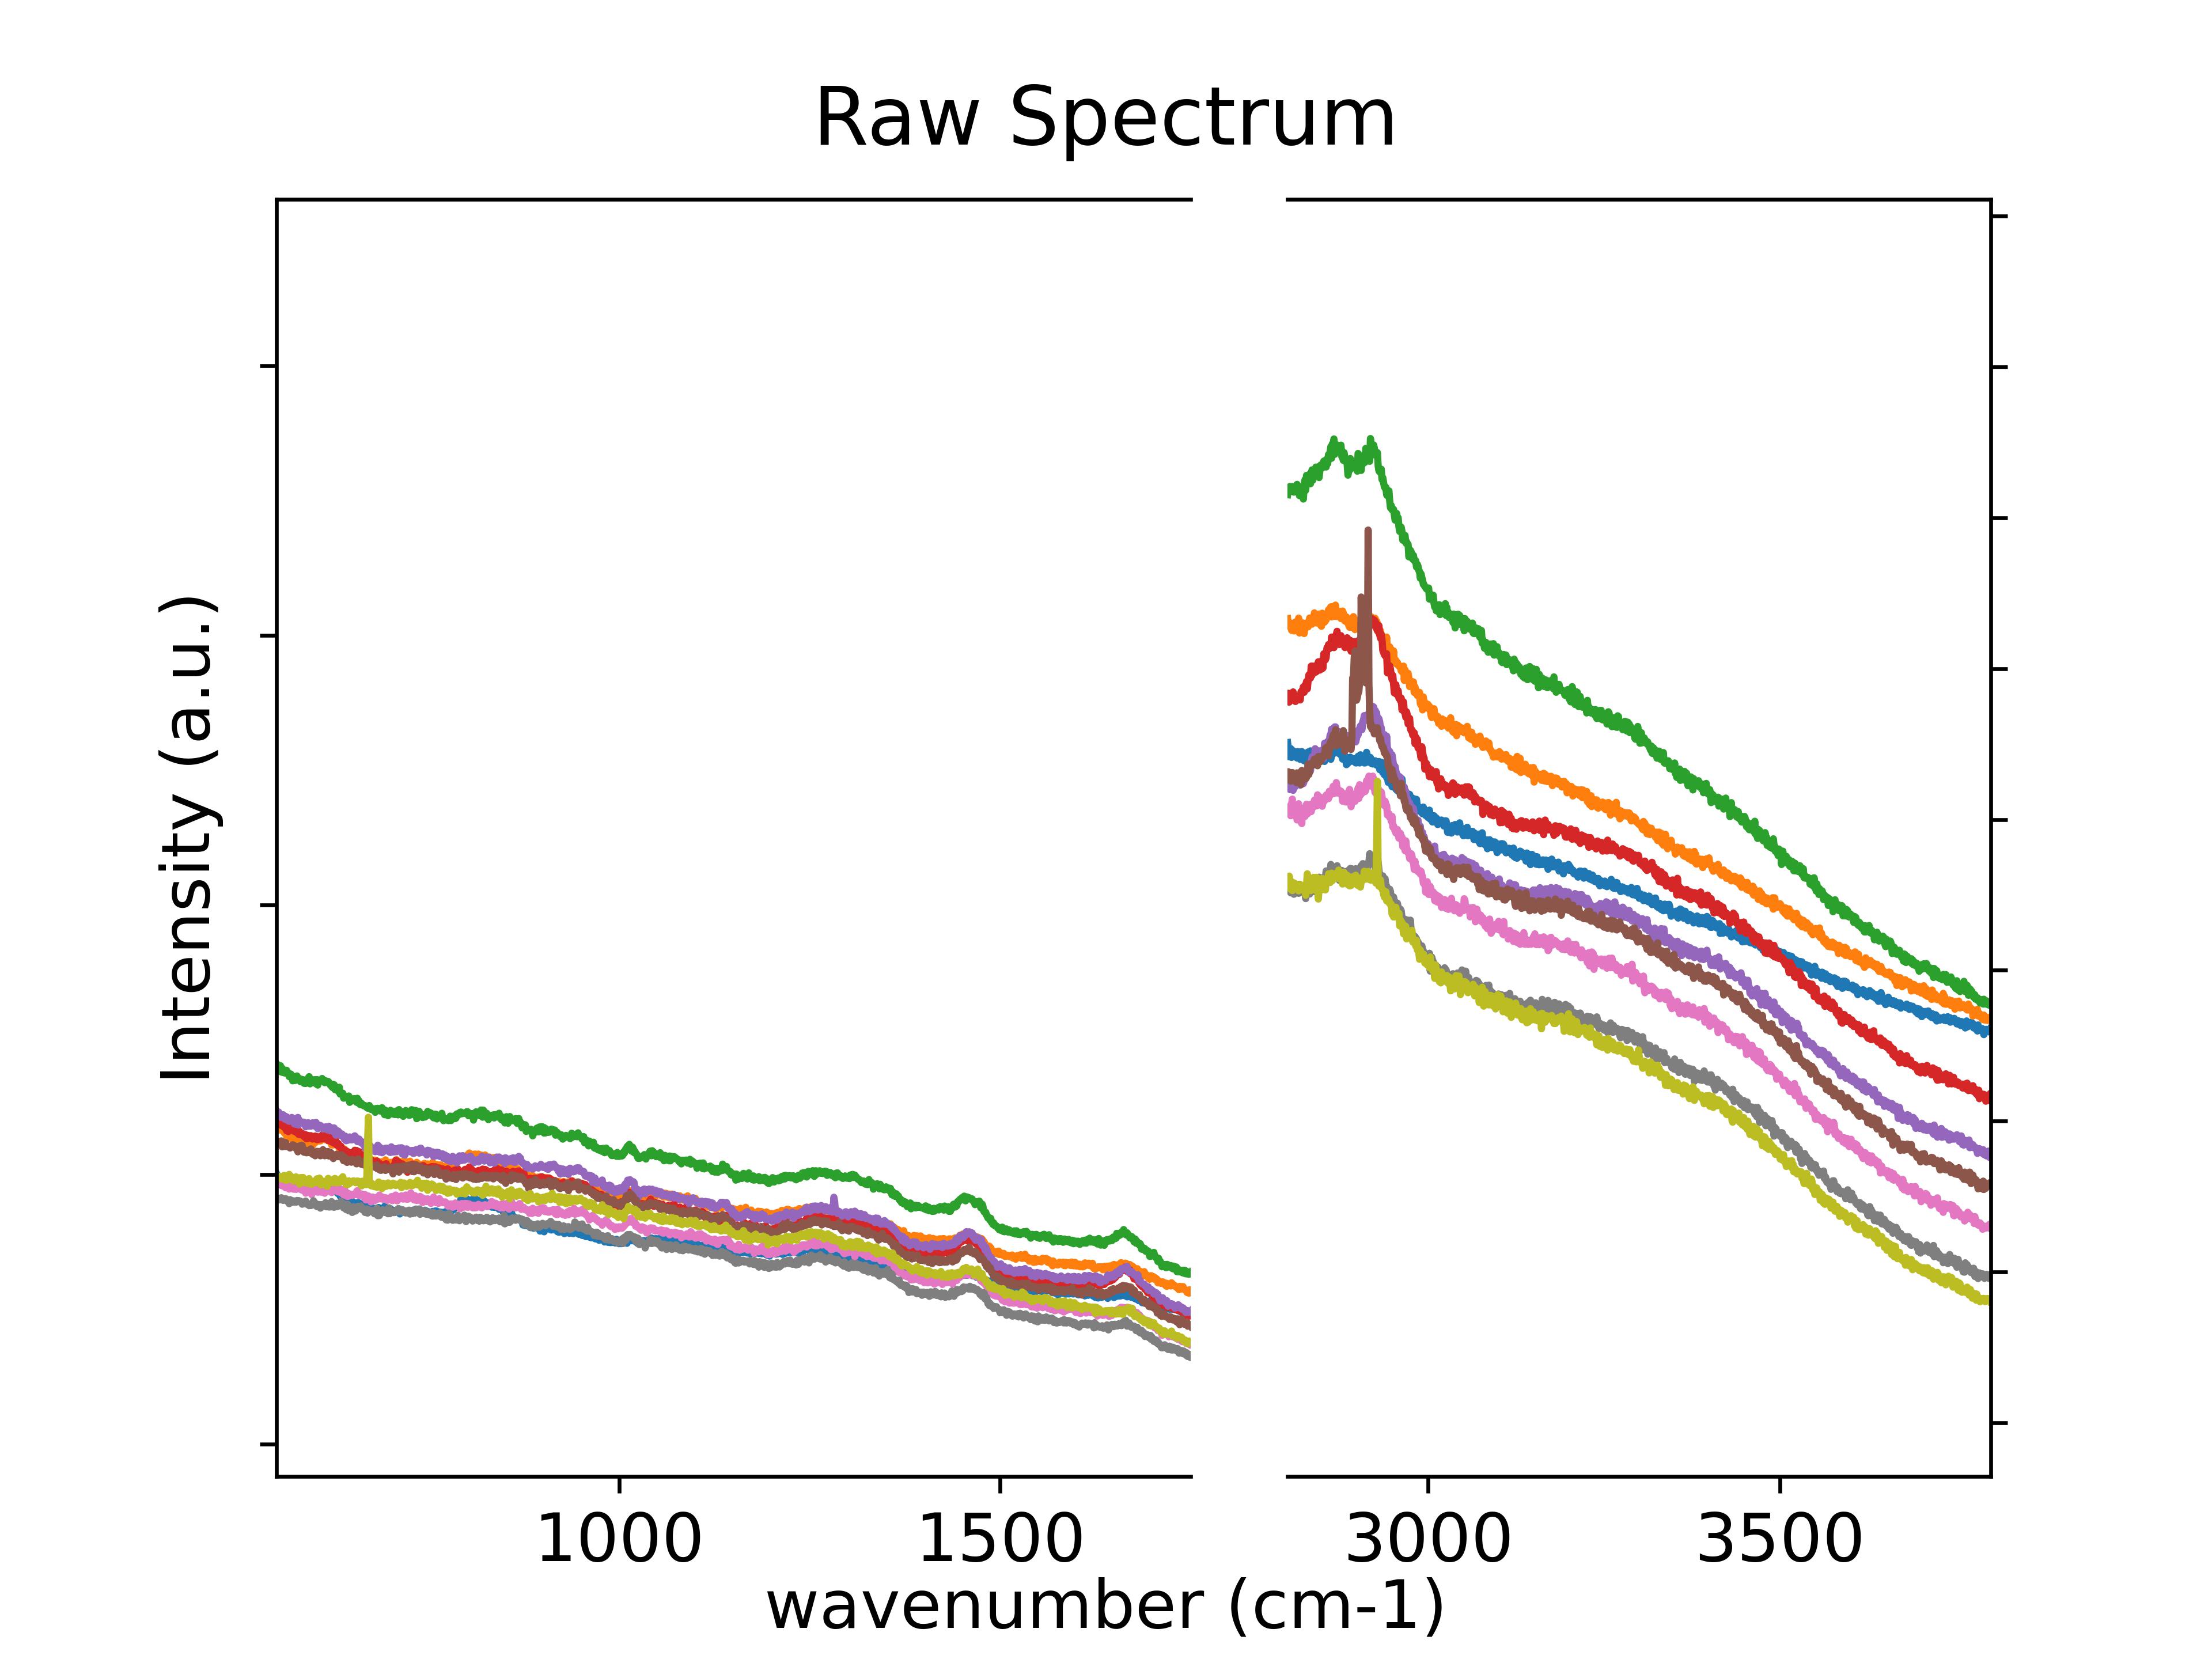 Raw Spectrum
Intensity (a.u.)
1000
1500
3000
3500
wavenumber (cm-1)